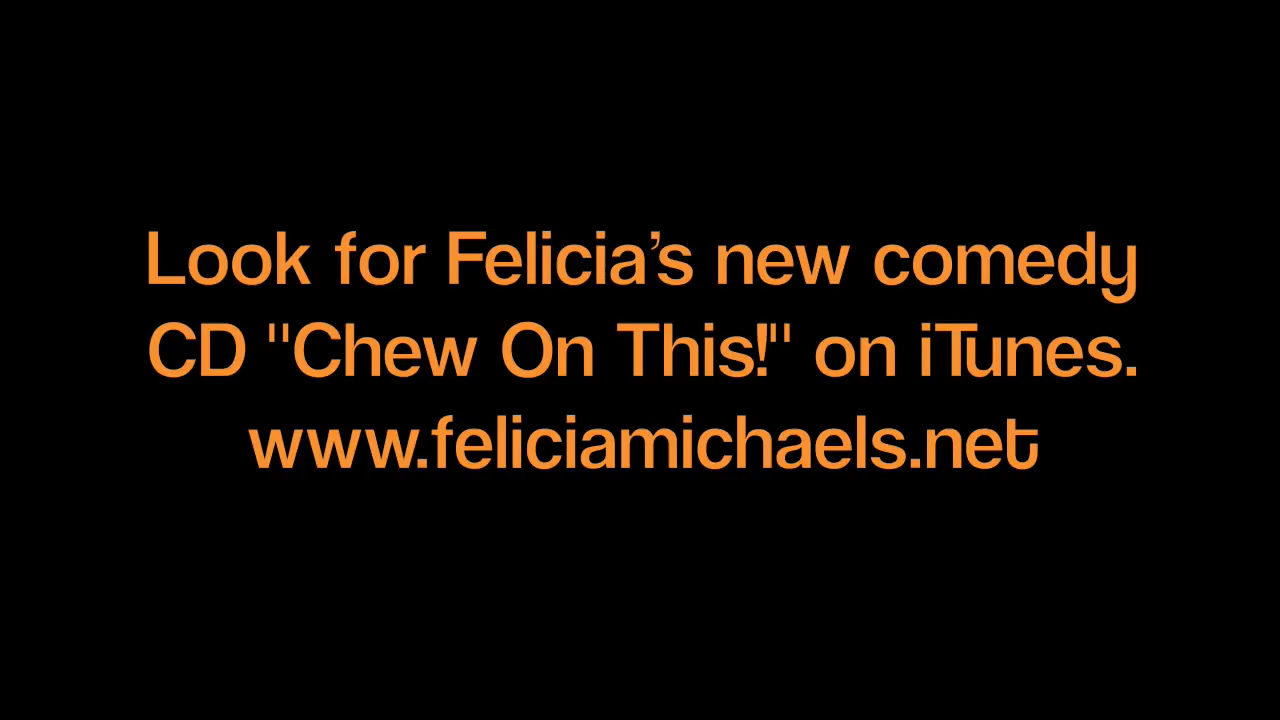 Look for Felicia’s new comedy
CD "Chew On This!" on iTunes.
www.feliciamichaels.net